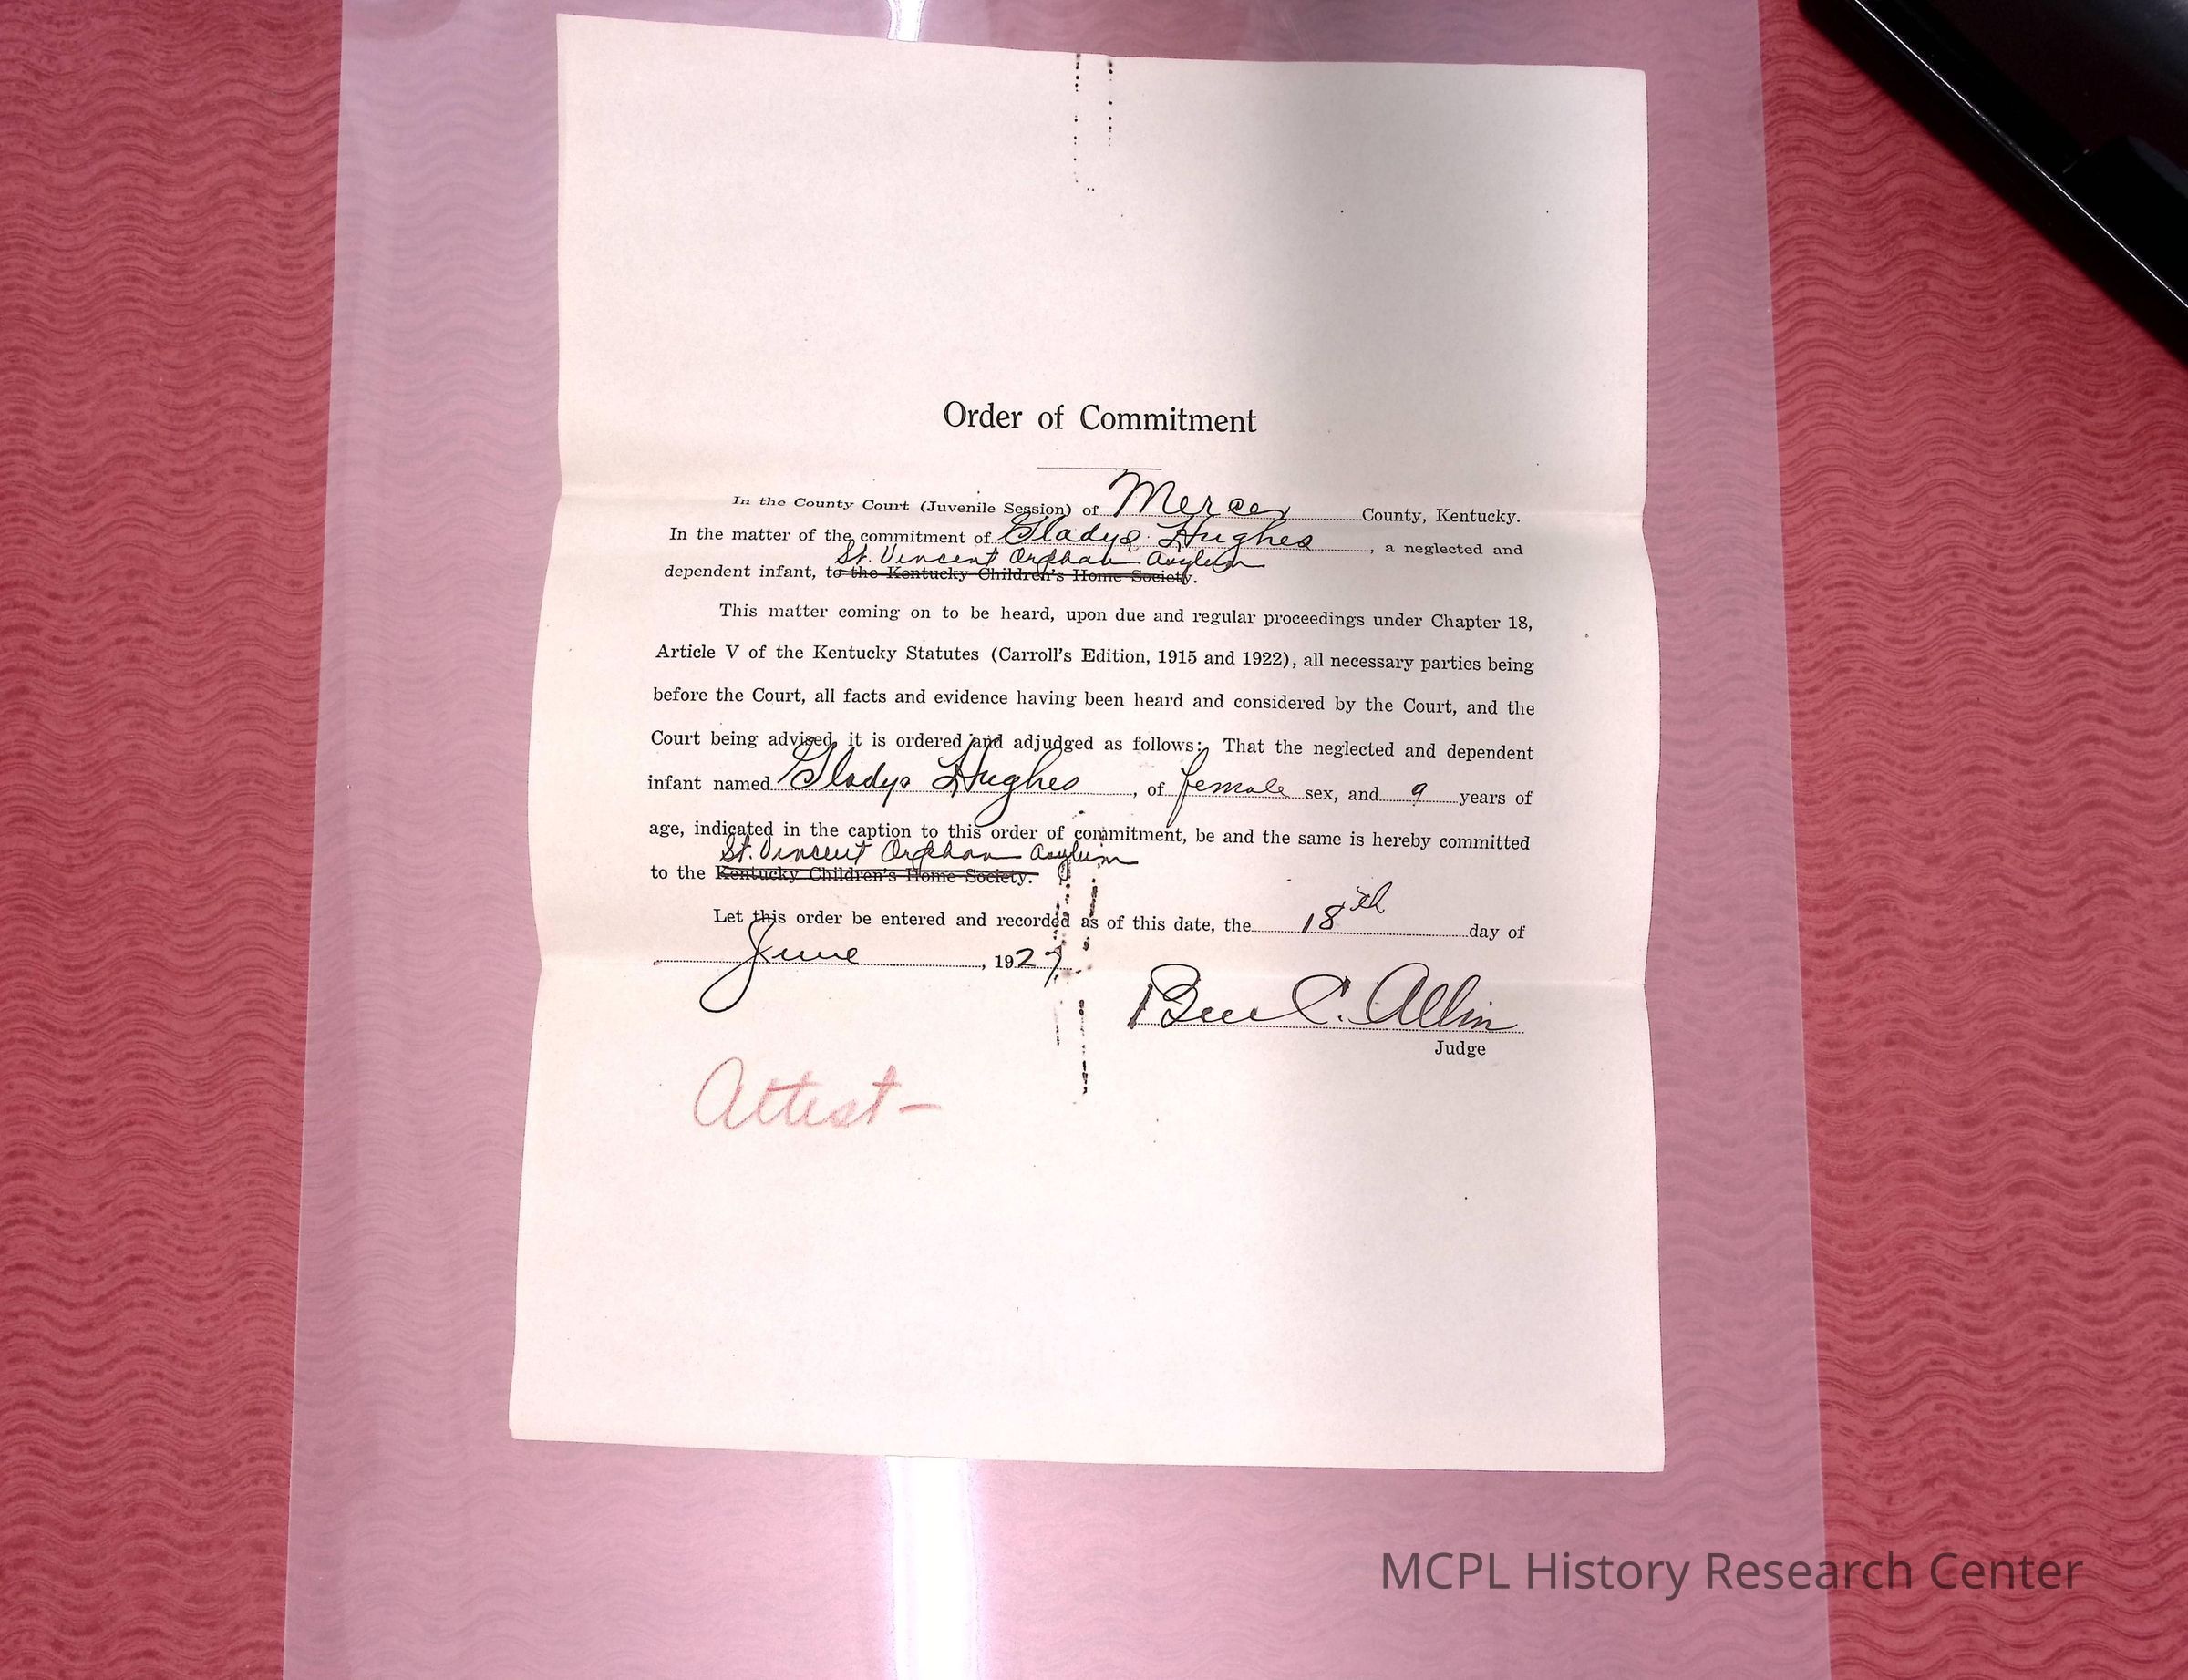 Order of Commitment
In the County Court (Juvenile Session) of Mercer County, Kentucky.
In the matter of the commitment of Gladys Hughes, a neglected and
St. Vincent Orphan Asylum
dependent infant, to the Kentucky Children's Home Society.
This matter coming on to be heard, upon due and regular proceedings under Chapter 18,
Article V of the Kentucky Statutes (Carroll's Edition, 1915 and 1922), all necessary parties being
before the Court, all facts and evidence having been heard and considered by the Court, and the
Court being advised, it is ordered and adjudged as follows: That the neglected and dependent
infant named Gladys Hughes, of female sex, and 9 years of
age, indicated in the caption to this order of commitment, be and the same is hereby committed
St. Vincent Orphan Asylum
to the Kentucky Children's Home Society.
Let this order be entered and recorded as of this date, the 18th day of
June, 1927
Ben C. Allin
Judge
Attest-
MCPL History Research Center